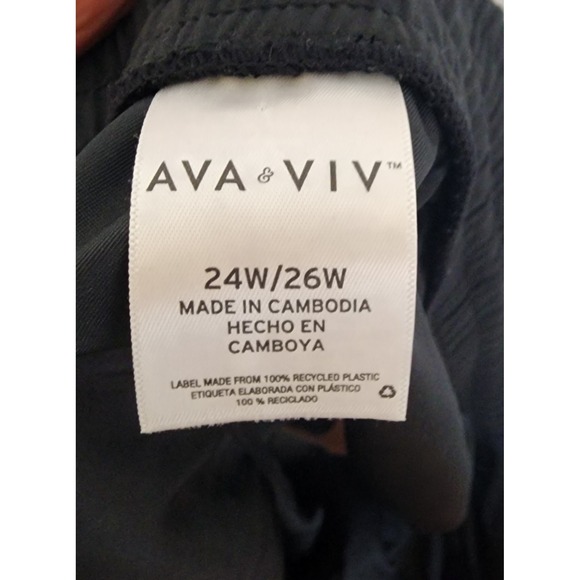 AVA & VIV™
24W/26W
MADE IN CAMBODIA
HECHO EN
CAMBOYA
LABEL MADE FROM 100% RECYCLED PLASTIC
ETIQUETA ELABORADA CON PLÁSTICO
100 % RECICLADO